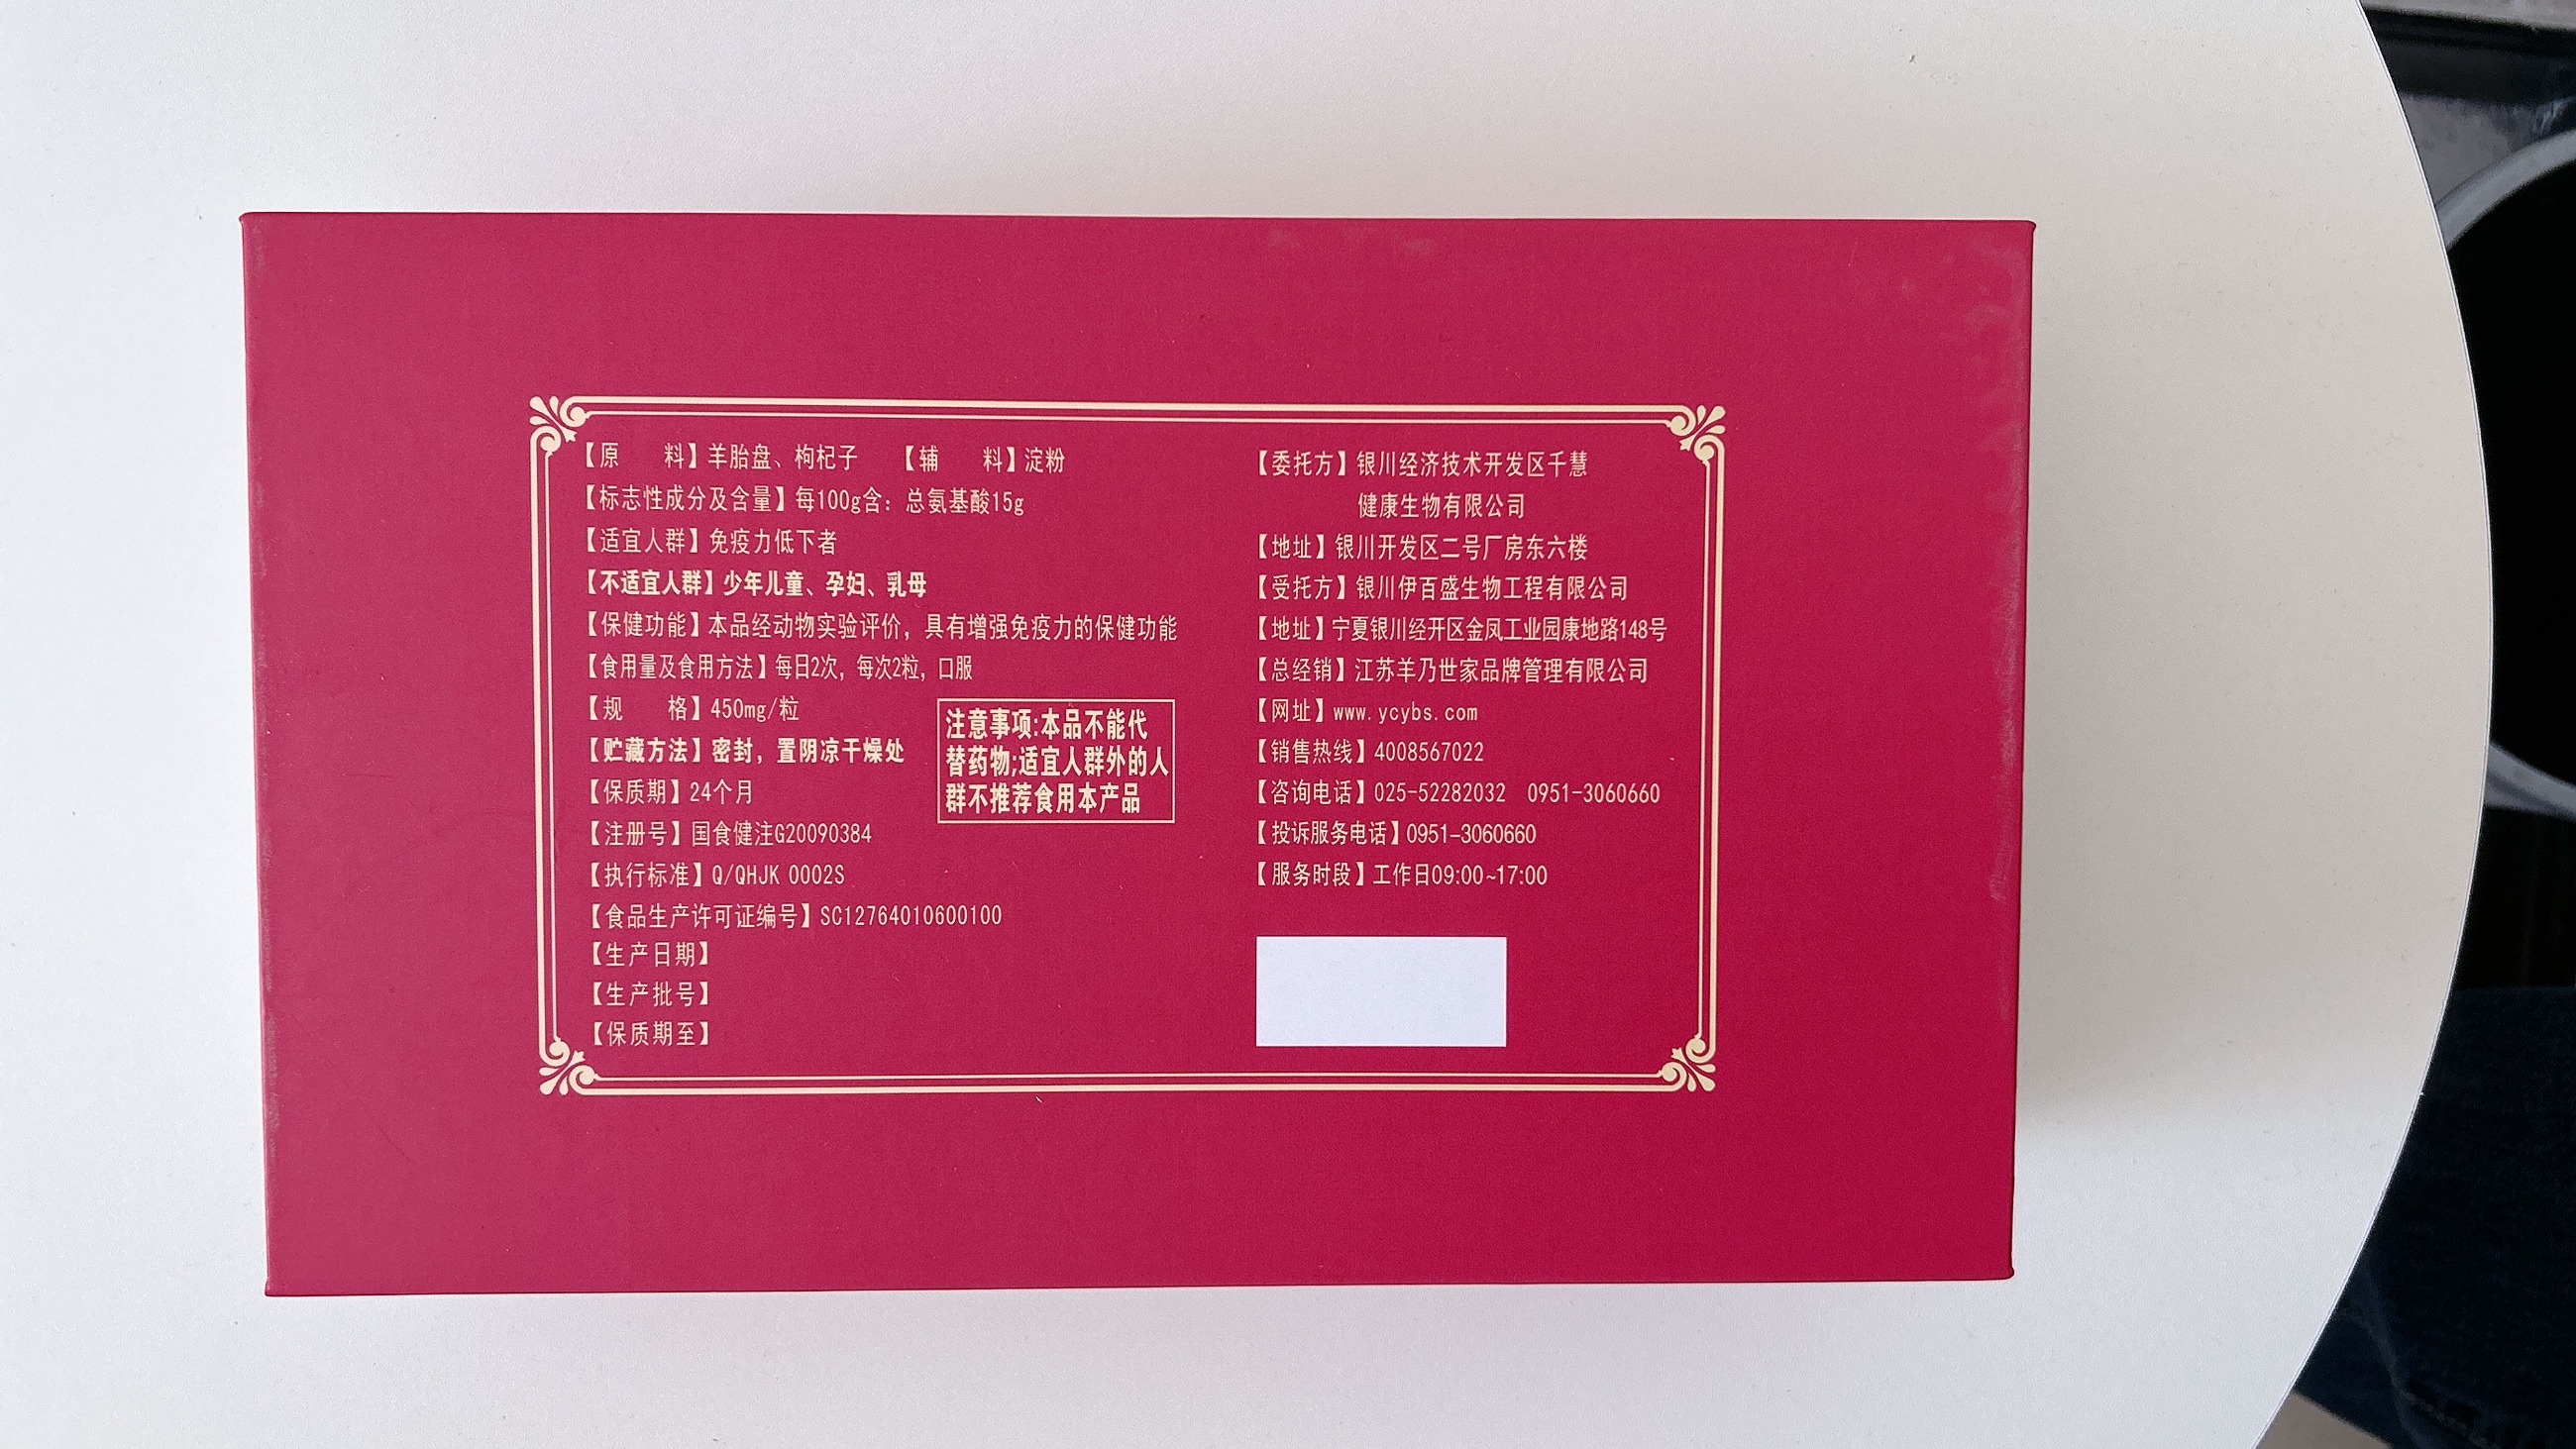 【原　　料】羊胎盘、枸杞子　【辅　　料】淀粉
【标志性成分及含量】每100g含：总氨基酸15g
【适宜人群】免疫力低下者
【不适宜人群】少年儿童、孕妇、乳母
【保健功能】本品经动物实验评价，具有增强免疫力的保健功能
【食用量及食用方法】每日2次，每次2粒，口服
【规　　格】450mg/粒
【贮藏方法】密封，置阴凉干燥处
【保质期】24个月
【注册号】国食健注G20090384
【执行标准】Q/QHJK 0002S
【食品生产许可证编号】SC12764010600100
【生产日期】
【生产批号】
【保质期至】
注意事项:本品不能代
替药物;适宜人群外的人
群不推荐食用本产品
【委托方】银川经济技术开发区千慧
健康生物有限公司
【地址】银川开发区二号厂房东六楼
【受托方】银川伊百盛生物工程有限公司
【地址】宁夏银川经开区金凤工业园康地路148号
【总经销】江苏羊乃世家品牌管理有限公司
【网址】www.ycybs.com
【销售热线】4008567022
【咨询电话】025-52282032　0951-3060660
【投诉服务电话】0951-3060660
【服务时段】工作日09:00~17:00